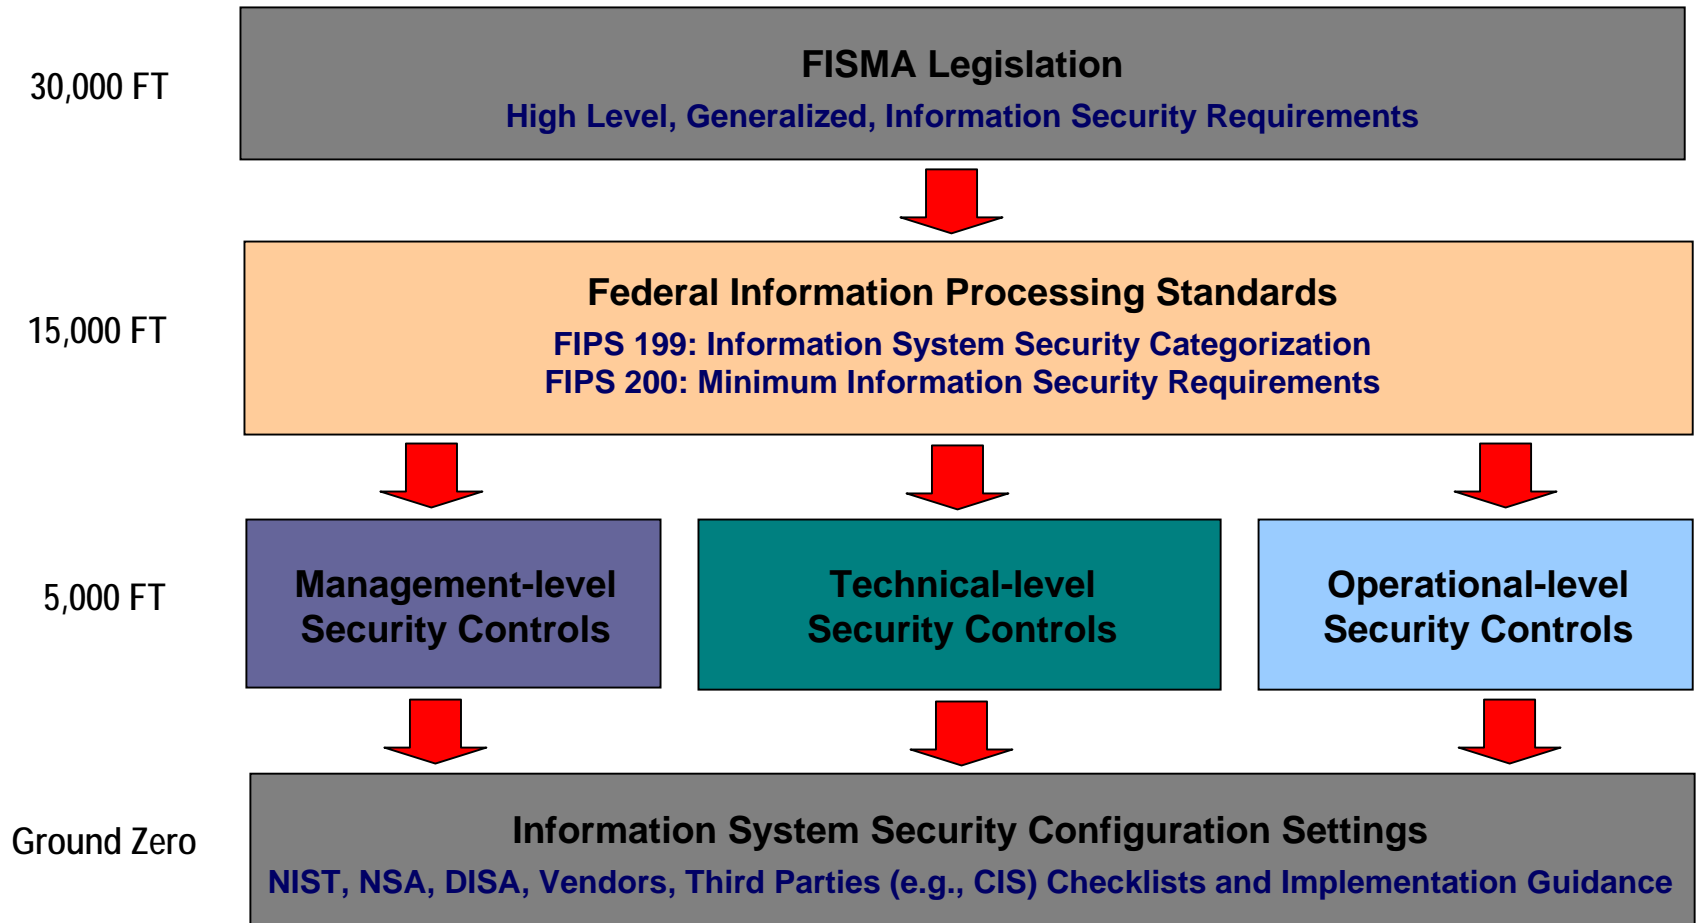 30,000 FT
FISMA Legislation
High Level, Generalized, Information Security Requirements
15,000 FT
Federal Information Processing Standards
FIPS 199: Information System Security Categorization
FIPS 200: Minimum Information Security Requirements
5,000 FT
Management-level
Security Controls
Technical-level
Security Controls
Operational-level
Security Controls
Ground Zero
Information System Security Configuration Settings
NIST, NSA, DISA, Vendors, Third Parties (e.g., CIS) Checklists and Implementation Guidance